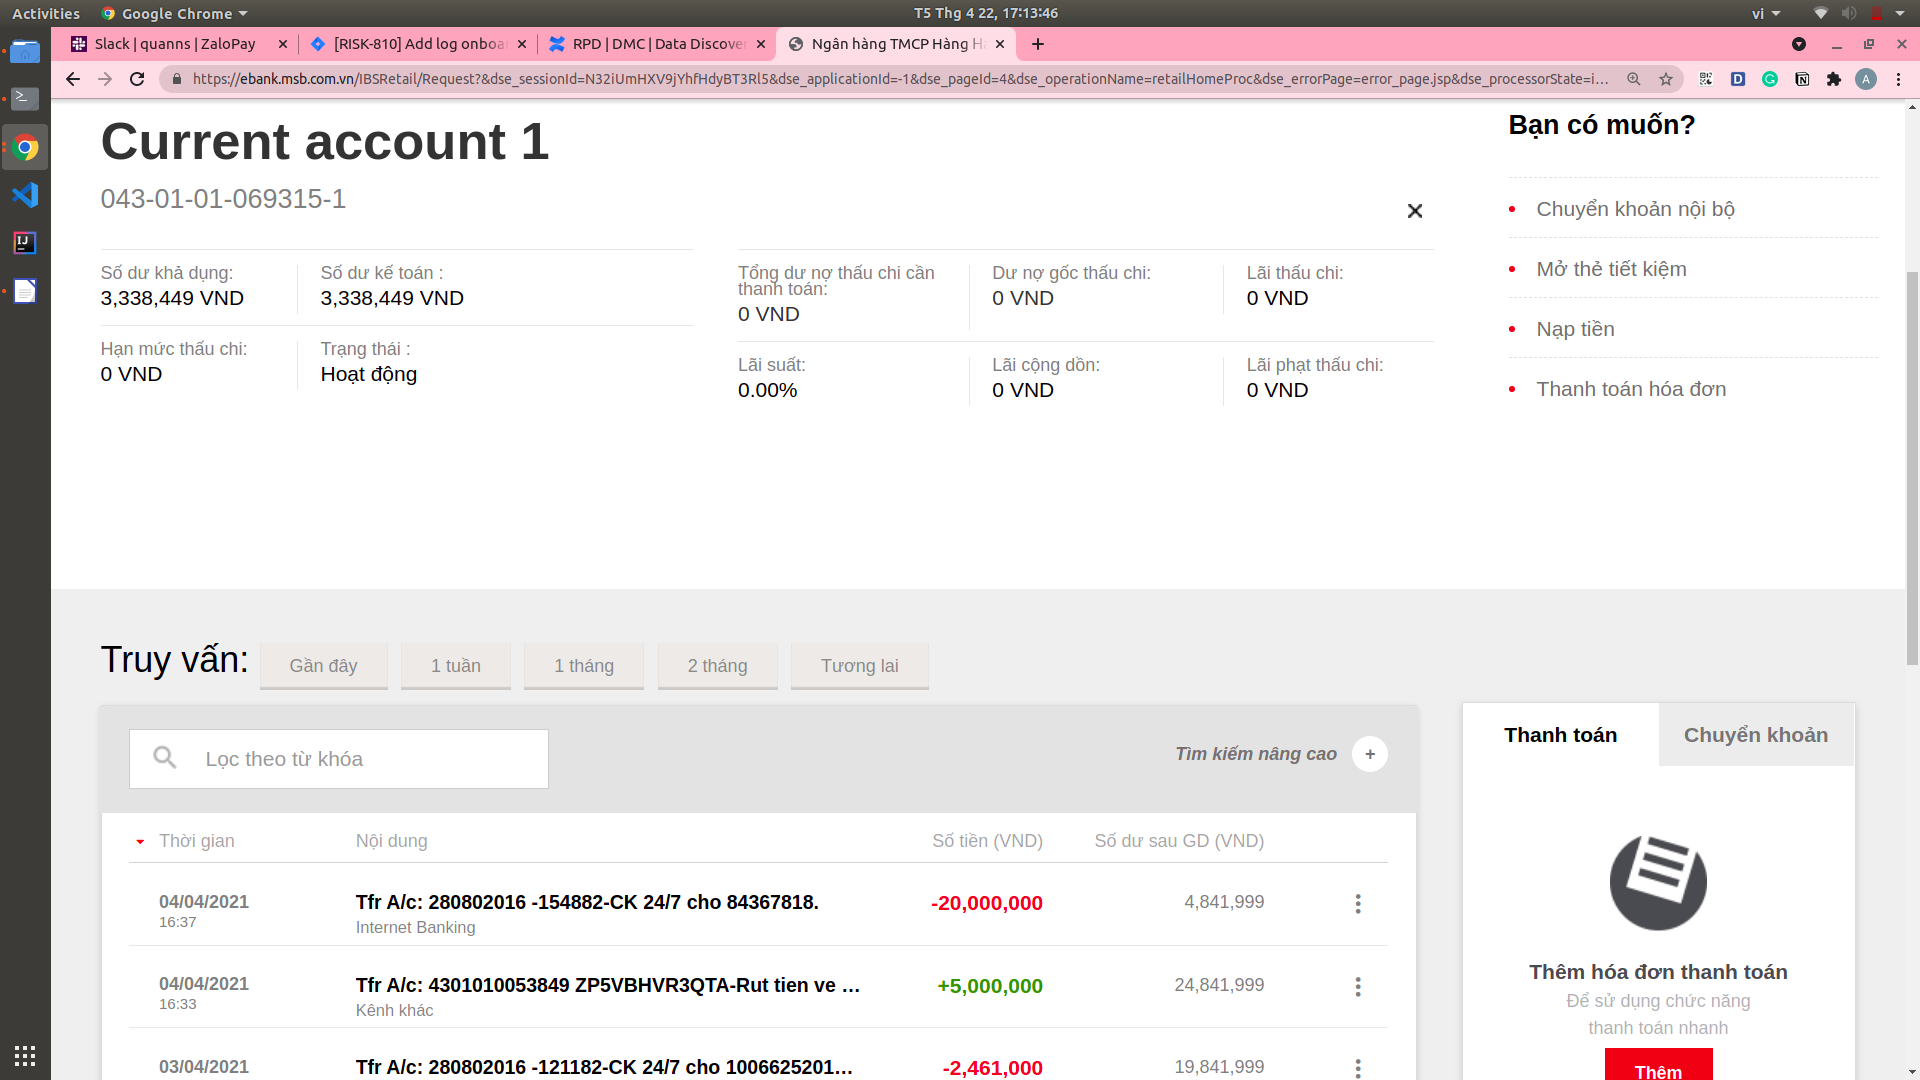 Activities
Google Chrome
T5 Thg 4 22, 17:13:46
vi
Slack | quanns | ZaloPay
[RISK-810] Add log onboa
RPD | DMC | Data Discover
Ngân hàng TMCP Hàng H
https://ebank.msb.com.vn/IBSRetail/Request?&dse_sessionId=N32iUmHXV9jYhfHdyBT3Rl5&dse_applicationId=-1&dse_pageId=4&dse_operationName=retailHomeProc&dse_errorPage=error_page.jsp&dse_processorState=i...
Current account 1
043-01-01-069315-1
Số dư khả dụng:
3,338,449 VND
Số dư kế toán :
3,338,449 VND
Hạn mức thấu chi:
0 VND
Trạng thái :
Hoạt động
Tổng dư nợ thấu chi cần
thanh toán:
0 VND
Dư nợ gốc thấu chi:
0 VND
Lãi thấu chi:
0 VND
Lãi suất:
0.00%
Lãi cộng dồn:
0 VND
Lãi phạt thấu chi:
0 VND
Bạn có muốn?
Chuyển khoản nội bộ
Mở thẻ tiết kiệm
Nạp tiền
Thanh toán hóa đơn
Truy vấn:
Gần đây
1 tuần
1 tháng
2 tháng
Tương lai
Lọc theo từ khóa
Tìm kiếm nâng cao +
Thời gian
Nội dung
Số tiền (VND)
Số dư sau GD (VND)
04/04/2021
16:37
Tfr A/c: 280802016 -154882-CK 24/7 cho 84367818.
Internet Banking
-20,000,000
4,841,999
04/04/2021
16:33
Tfr A/c: 4301010053849 ZP5VBHVR3QTA-Rut tien ve ...
Kênh khác
+5,000,000
24,841,999
03/04/2021
Tfr A/c: 280802016 -121182-CK 24/7 cho 1006625201...
-2,461,000
19,841,999
Thanh toán
Chuyển khoản
Thêm hóa đơn thanh toán
Để sử dụng chức năng
thanh toán nhanh
Thêm